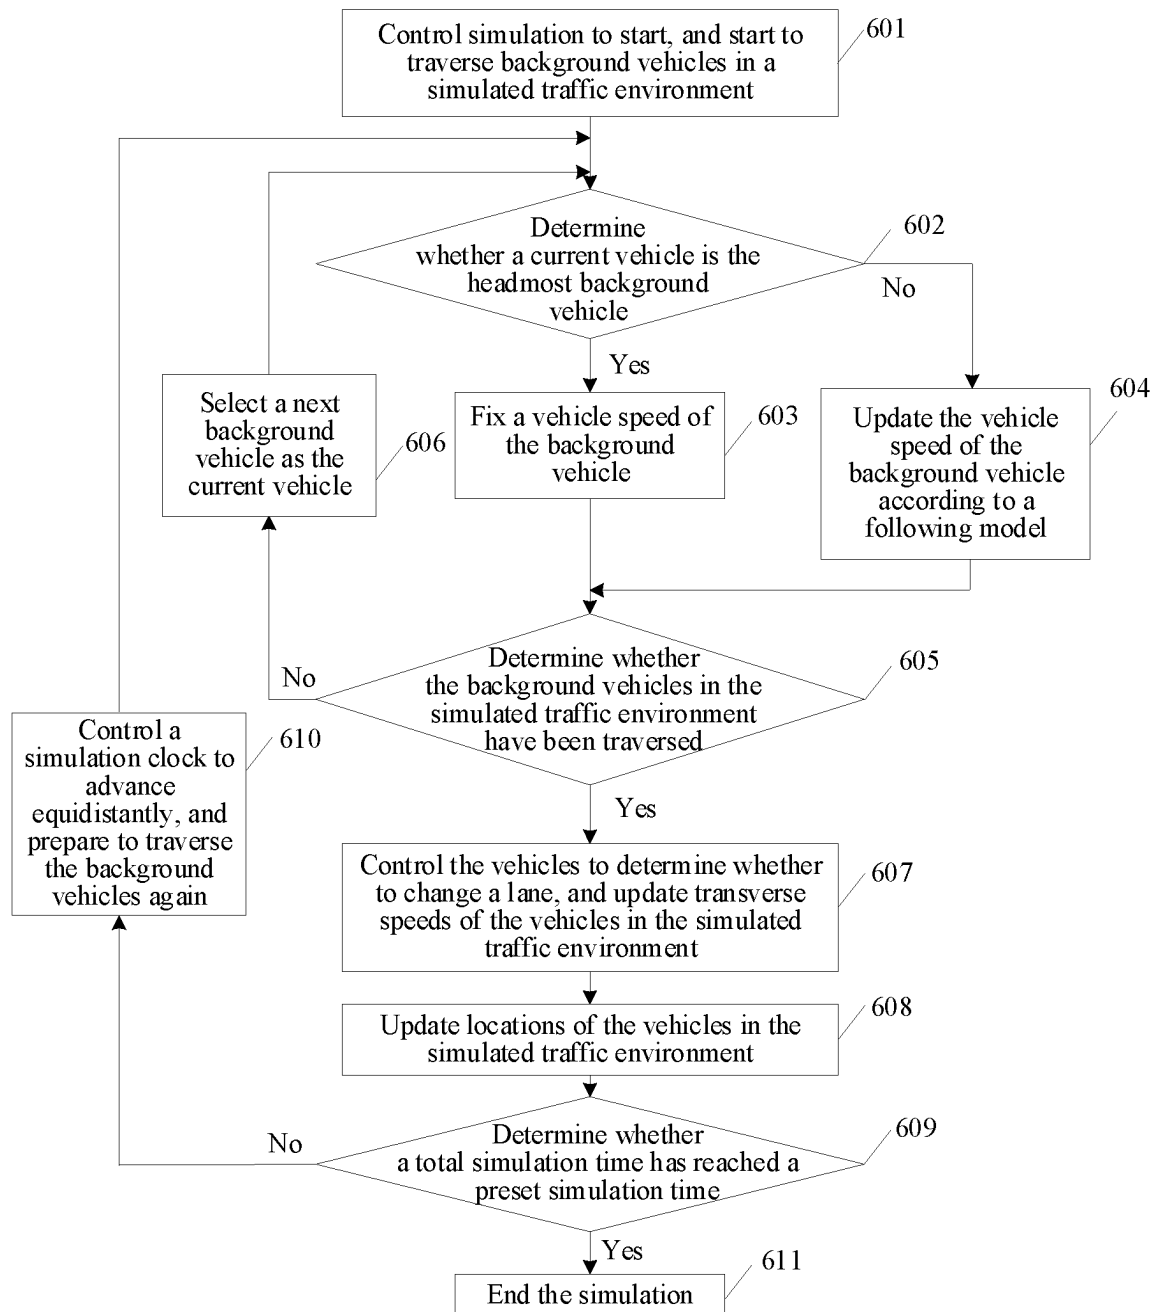 Control simulation to start, and start to
traverse background vehicles in a
simulated traffic environment
601
Determine
whether a current vehicle is the
headmost background
vehicle
602
No
Yes
Select a next
background
vehicle as the
current vehicle
606
Fix a vehicle speed of
the background
vehicle
603
Update the vehicle
speed of the
background vehicle
according to a
following model
604
Determine whether
the background vehicles in the
simulated traffic environment
have been traversed
605
No
Yes
Control a
simulation clock to
advance
equidistantly, and
prepare to traverse
the background
vehicles again
610
Control the vehicles to determine whether
to change a lane, and update transverse
speeds of the vehicles in the simulated
traffic environment
607
Update locations of the vehicles in the
simulated traffic environment
608
Determine whether
a total simulation time has reached a
preset simulation time
609
No
Yes
End the simulation
611